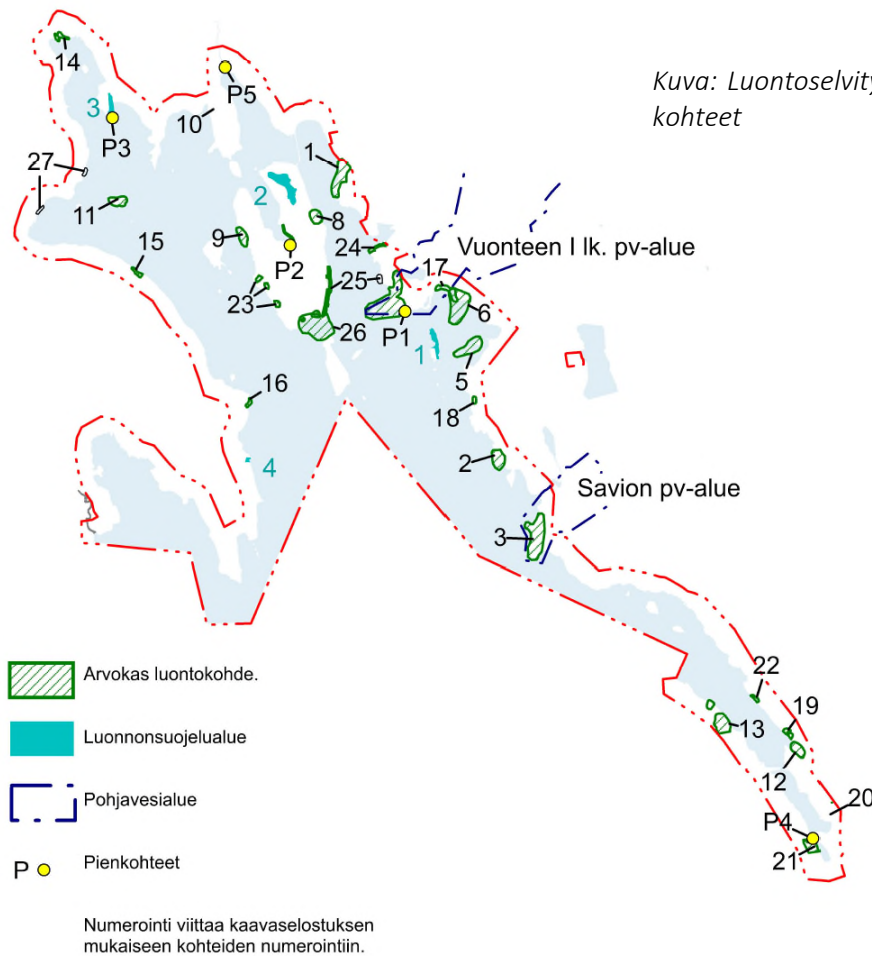 Kuva: Luontoselvity
kohteet
14
P5
3
10
P3
27
1
2
8
11
9
24
Vuonteen I lk. pv-alue
15
P2
17
25
23
6
P1
26
1
5
16
18
4
2
Savion pv-alue
3
22
19
13
12
20
P4
21
Arvokas luontokohde.
Luonnonsuojelualue
Pohjavesialue
P Pienkohteet
Numerointi viittaa kaavaselostuksen
mukaiseen kohteiden numerointiin.